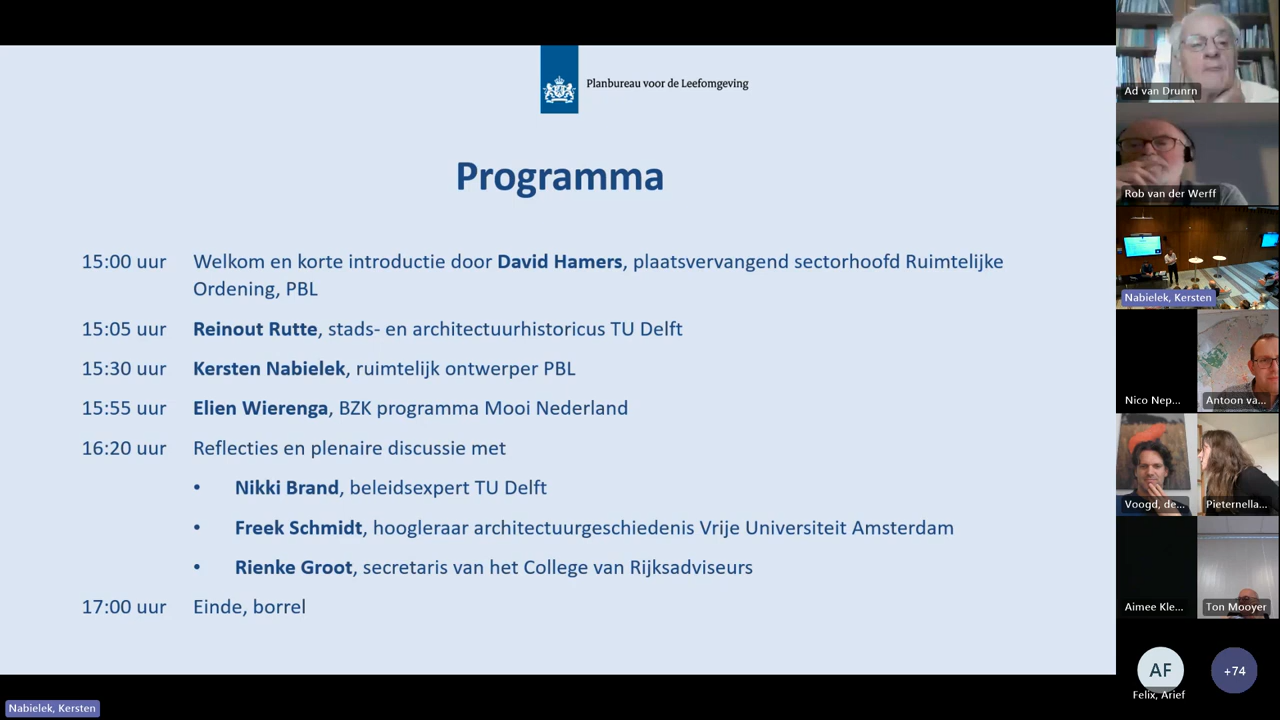 Planbureau voor de Leefomgeving
Programma
15:00 uur Welkom en korte introductie door David Hamers, plaatsvervangend sectorhoofd Ruimtelijke
Ordening, PBL
15:05 uur Reinout Rutte, stads- en architectuurhistoricus TU Delft
15:30 uur Kersten Nabielek, ruimtelijk ontwerper PBL
15:55 uur Elien Wierenga, BZK programma Mooi Nederland
16:20 uur Reflecties en plenaire discussie met
• Nikki Brand, beleidsexpert TU Delft
• Freek Schmidt, hoogleraar architectuurgeschiedenis Vrije Universiteit Amsterdam
• Rienke Groot, secretaris van het College van Rijksadviseurs
17:00 uur Einde, borrel
Nabielek, Kersten
Ad van Drunrn
Rob van der Werff
Nabielek, Kersten
Nico Nep...
Antoon va...
Voogd, de...
Pieternella...
Aimee Kle...
Ton Mooyer
AF
+74
Felix, Arief